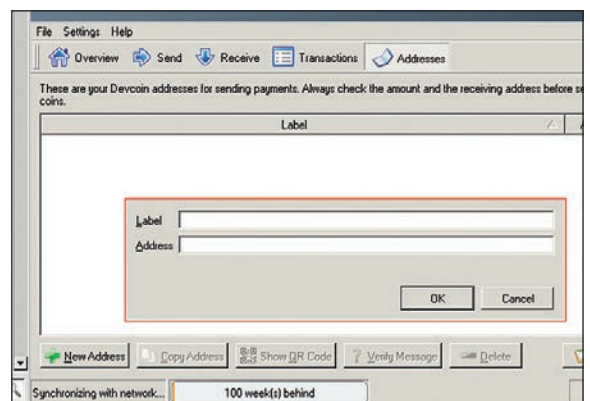 File Settings Help
Overview Send Receive Transactions Addresses
These are your Devcoin addresses for sending payments. Always check the amount and the receiving address before se
coins.
Label
Label
Address
OK Cancel
New Address Copy Address Show QR Code Verify Message Delete
Synchronizing with network... 100 week(s) behind